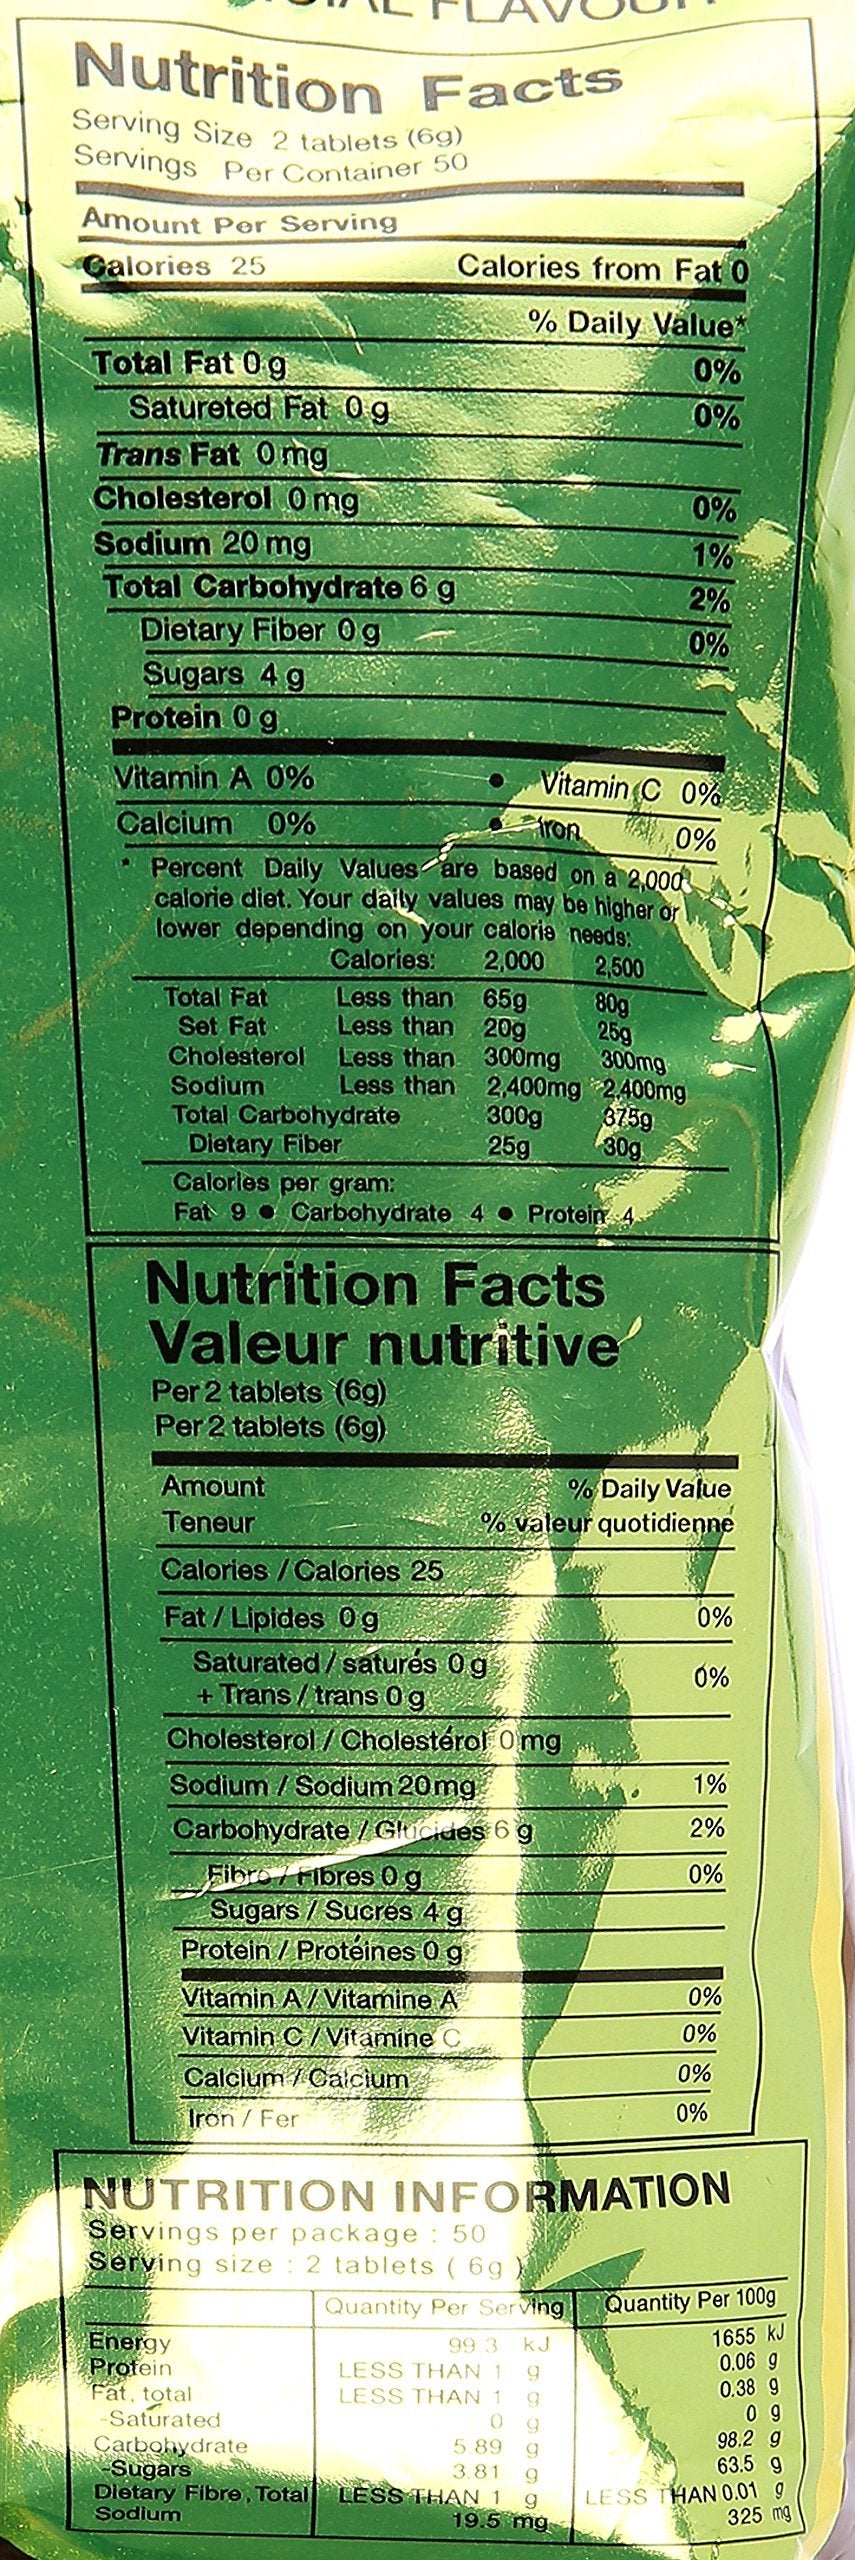 FLAVOUR
Nutrition Facts
Serving Size 2 tablets (6g)
Servings Per Container 50
Amount Per Serving
Calories 25 Calories from Fat 0
% Daily Value*
Total Fat 0 g 0%
Satureted Fat 0 g 0%
Trans Fat 0 mg
Cholesterol 0 mg 0%
Sodium 20 mg 1%
Total Carbohydrate 6 g 2%
Dietary Fiber 0 g 0%
Sugars 4 g
Protein 0 g
Vitamin A 0% • Vitamin C 0%
Calcium 0% • Iron 0%
* Percent Daily Values are based on a 2,000
calorie diet. Your daily values may be higher or
lower depending on your calorie needs:
Calories: 2,000 2,500
Total Fat Less than 65g 80g
Set Fat Less than 20g 25g
Cholesterol Less than 300mg 300mg
Sodium Less than 2,400mg 2,400mg
Total Carbohydrate 300g 375g
Dietary Fiber 25g 30g
Calories per gram:
Fat 9 • Carbohydrate 4 • Protein 4
Nutrition Facts
Valeur nutritive
Per 2 tablets (6g)
Per 2 tablets (6g)
Amount % Daily Value
Teneur % valeur quotidienne
Calories / Calories 25
Fat / Lipides 0 g 0%
Saturated / saturés 0 g
+ Trans / trans 0 g 0%
Cholesterol / Cholestérol 0 mg
Sodium / Sodium 20 mg 1%
Carbohydrate / Glucides 6 g 2%
Fibre / Fibres 0 g 0%
Sugars / Sucres 4 g
Protein / Protéines 0 g
Vitamin A / Vitamine A 0%
Vitamin C / Vitamine C 0%
Calcium / Calcium 0%
Iron / Fer 0%
NUTRITION INFORMATION
Servings per package : 50
Serving size : 2 tablets ( 6g )
Quantity Per Serving Quantity Per 100g
Energy 99.3 kJ 1655 kJ
Protein LESS THAN 1 g 0.06 g
Fat, total LESS THAN 1 g 0.38 g
-Saturated 0 g 0 g
Carbohydrate 5.89 g 98.2 g
-Sugars 3.81 g 63.5 g
Dietary Fibre, Total LESS THAN 1 g LESS THAN 0.01 g
Sodium 19.5 mg 325 mg